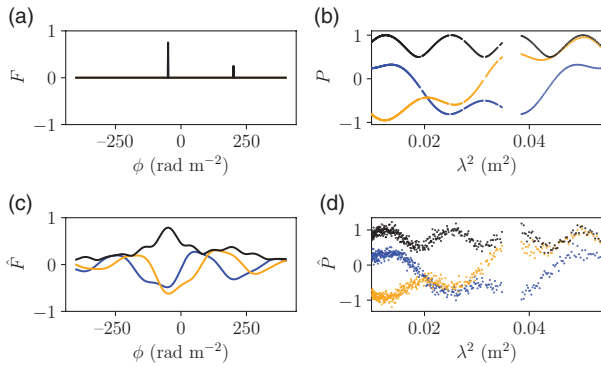 (a)
1
0
−1
F
−250
0
250
ϕ (rad m⁻²)
(b)
1
0
−1
P
0.02
0.04
λ² (m²)
(c)
1
0
−1
F̂
−250
0
250
ϕ (rad m⁻²)
(d)
1
0
−1
P̂
0.02
0.04
λ² (m²)